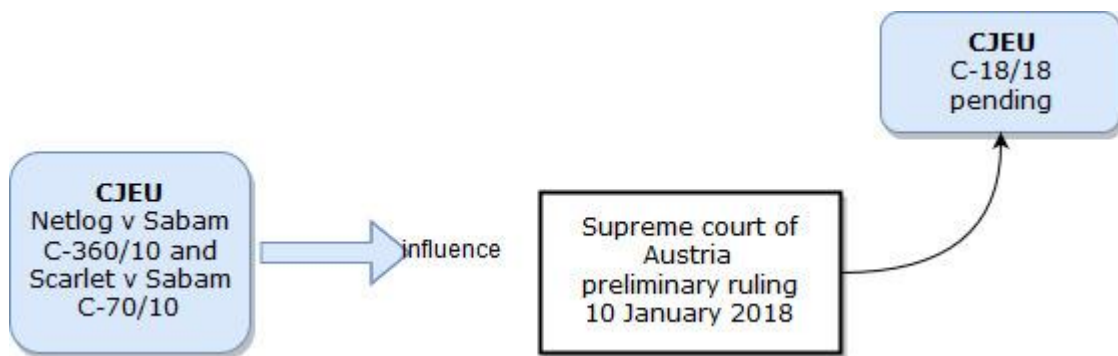 CJEU
C-18/18
pending
CJEU
Netlog v Sabam
C-360/10 and
Scarlet v Sabam
C-70/10
influence
Supreme court of
Austria
preliminary ruling
10 January 2018